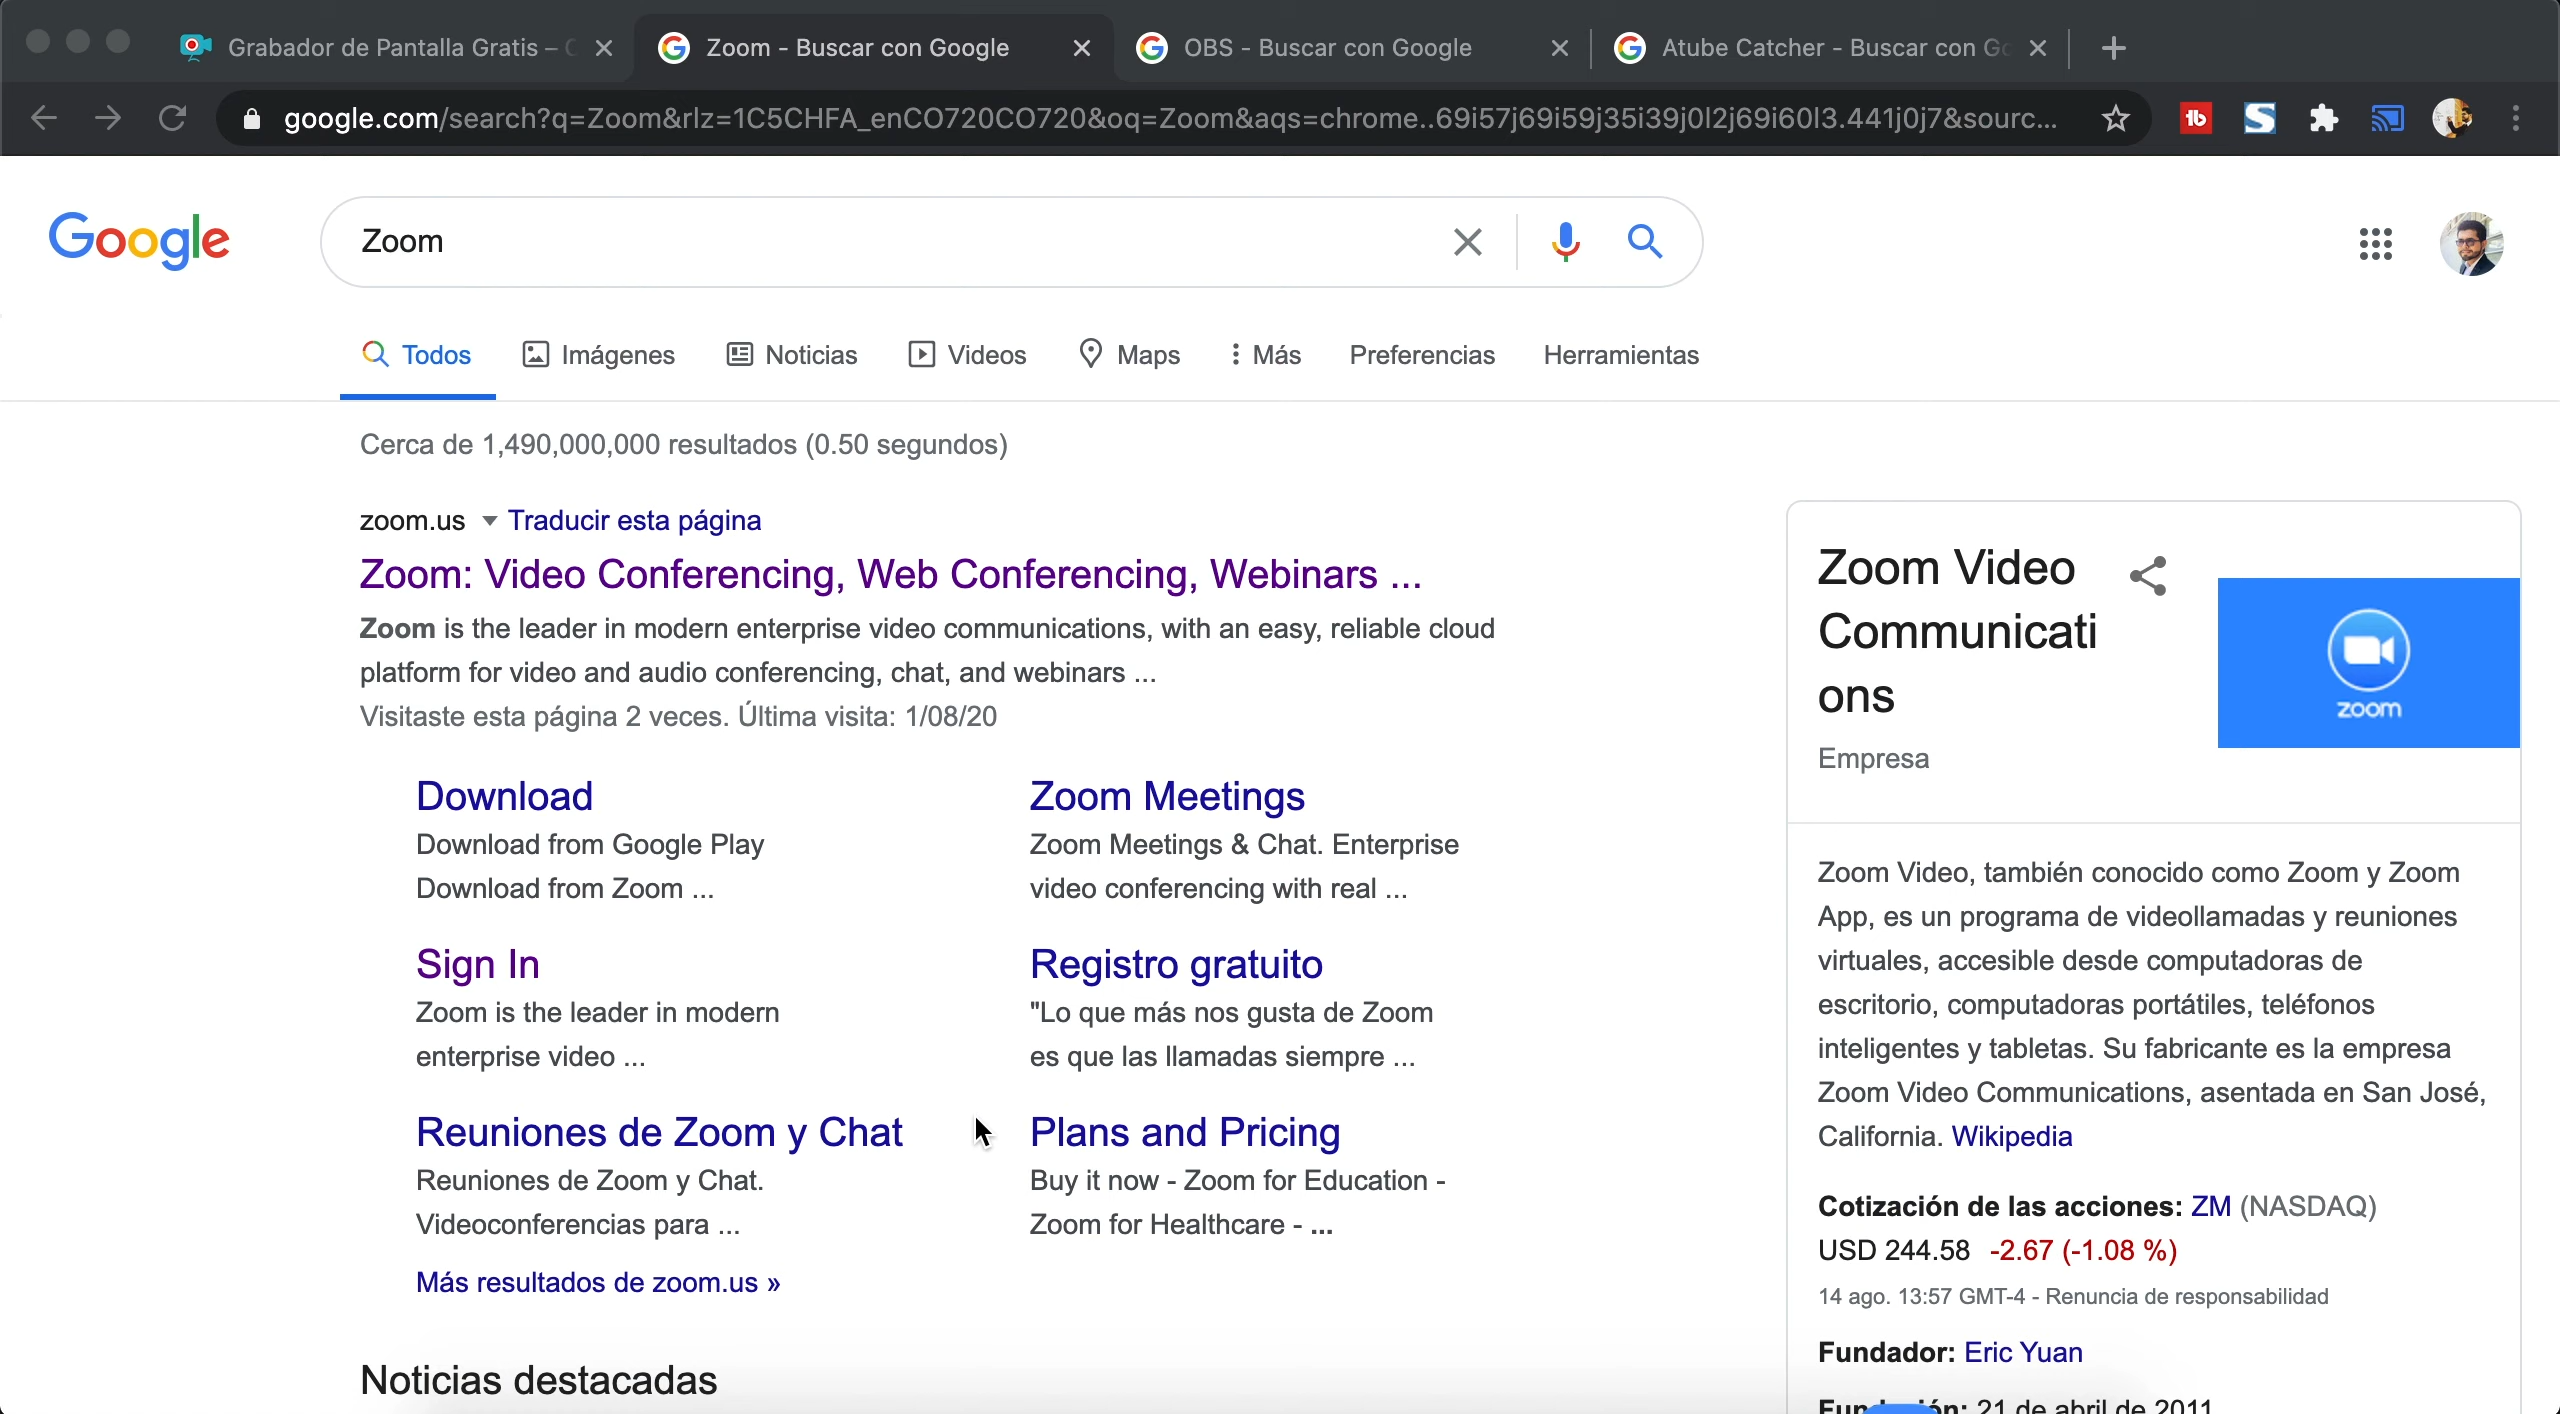 Grabador de Pantalla Gratis –
Zoom - Buscar con Google
OBS - Buscar con Google
Atube Catcher - Buscar con
google.com/search?q=Zoom&rlz=1C5CHFA_enCO720CO720&oq=Zoom&aqs=chrome..69i57j69i59j35i39j0l2j69i60l3.441j0j7&sourc...
Google
Zoom
Todos
Imágenes
Noticias
Videos
Maps
Más
Preferencias
Herramientas
Cerca de 1,490,000,000 resultados (0.50 segundos)
zoom.us Traducir esta página
Zoom: Video Conferencing, Web Conferencing, Webinars ...
Zoom is the leader in modern enterprise video communications, with an easy, reliable cloud
platform for video and audio conferencing, chat, and webinars ...
Visitaste esta página 2 veces. Última visita: 1/08/20
Download
Download from Google Play
Download from Zoom ...
Zoom Meetings
Zoom Meetings & Chat. Enterprise
video conferencing with real ...
Sign In
Zoom is the leader in modern
enterprise video ...
Registro gratuito
"Lo que más nos gusta de Zoom
es que las llamadas siempre ...
Reuniones de Zoom y Chat
Reuniones de Zoom y Chat.
Videoconferencias para ...
Plans and Pricing
Buy it now - Zoom for Education -
Zoom for Healthcare - ...
Más resultados de zoom.us »
Noticias destacadas
Zoom Video
Communicati
ons
Empresa
zoom
Zoom Video, también conocido como Zoom y Zoom
App, es un programa de videollamadas y reuniones
virtuales, accesible desde computadoras de
escritorio, computadoras portátiles, teléfonos
inteligentes y tabletas. Su fabricante es la empresa
Zoom Video Communications, asentada en San José,
California. Wikipedia
Cotización de las acciones: ZM (NASDAQ)
USD 244.58 -2.67 (-1.08 %)
14 ago. 13:57 GMT-4 - Renuncia de responsabilidad
Fundador: Eric Yuan
21 de abril de 2011